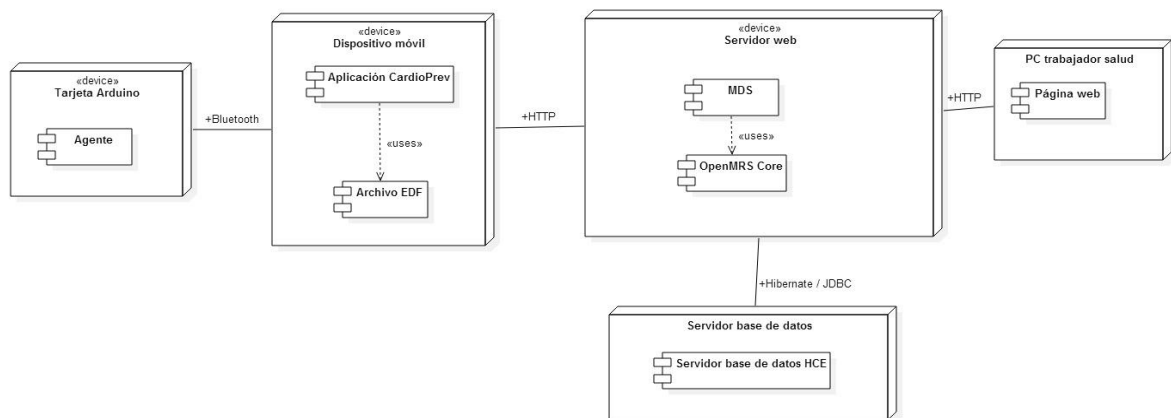 «device»
Tarjeta Arduino
Agente
+Bluetooth
«device»
Dispositivo móvil
Aplicación CardioPrev
«uses»
Archivo EDF
+HTTP
«device»
Servidor web
MDS
«uses»
OpenMRS Core
+HTTP
PC trabajador salud
Página web
+Hibernate / JDBC
Servidor base de datos
Servidor base de datos HCE